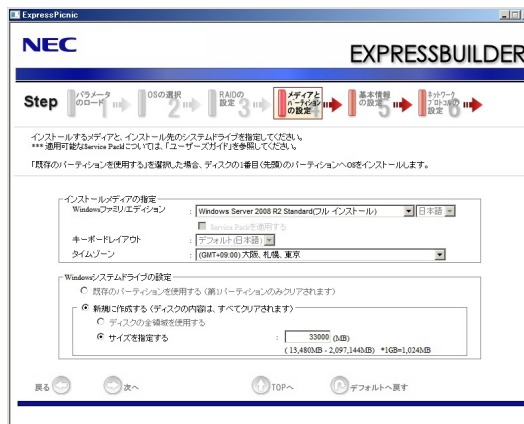 ExpressPicnic
NEC
EXPRESSBUILDER
Step
パラメータのロード 1
OSの選択 2
RAIDの設定 3
メディアとパーティションの設定 4
基本情報の設定 5
ネットワークプロトコルの設定 6
インストールするメディアと、インストール先のシステムドライブを指定してください。
*** 適用可能なService Packについては、「ユーザーズガイド」を参照してください。
「既存のパーティションを使用する」を選択した場合、ディスクの1番目(先頭)のパーティションへOSをインストールします。
インストールメディアの指定
Windowsファミリ/エディション : Windows Server 2008 R2 Standard(フル インストール) 日本語
Service Packを適用する
キーボードレイアウト : デフォルト(日本語)
タイムゾーン : (GMT+09:00) 大阪、札幌、東京
Windowsシステムドライブの設定
既存のパーティションを使用する (第1パーティションのみクリアされます)
新規に作成する (ディスクの内容は、すべてクリアされます)
ディスクの全領域を使用する
サイズを指定する : 33000 (MB)
( 13,480MB - 2,097,144MB) *1GB=1,024MB
戻る 次へ TOPへ デフォルトへ戻す